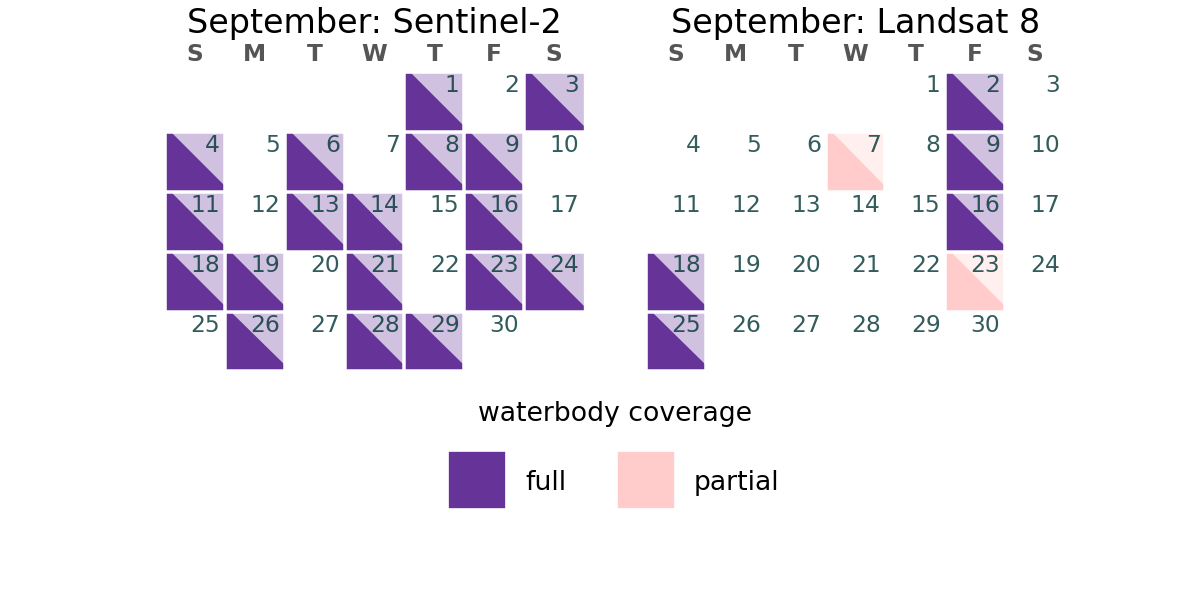 September: Sentinel-2
S M T W T F S
1 2 3
4 5 6 7 8 9 10
11 12 13 14 15 16 17
18 19 20 21 22 23 24
25 26 27 28 29 30
September: Landsat 8
S M T W T F S
1 2 3
4 5 6 7 8 9 10
11 12 13 14 15 16 17
18 19 20 21 22 23 24
25 26 27 28 29 30
waterbody coverage
full partial